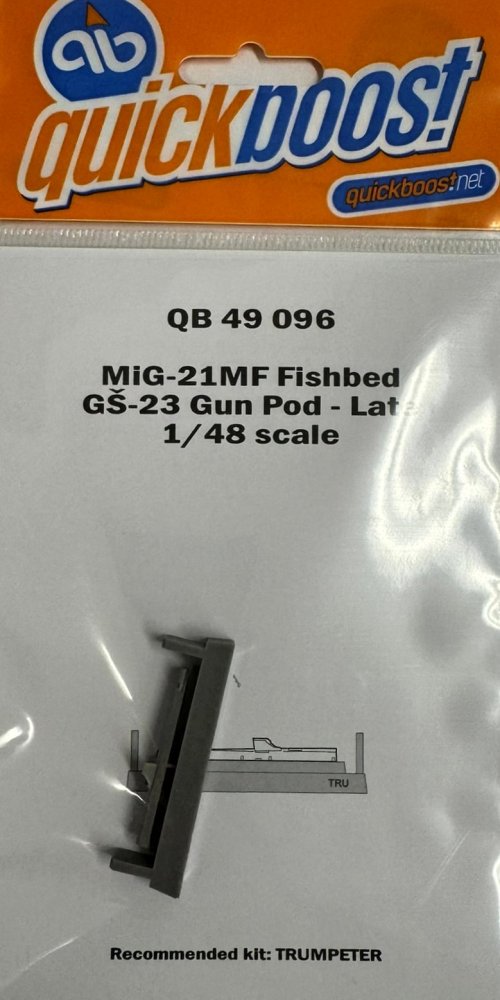 qb
quickboost
quickboost.net
QB 49 096
MiG-21MF Fishbed
GŠ-23 Gun Pod - Late
1/48 scale
TRU
Recommended kit: TRUMPETER